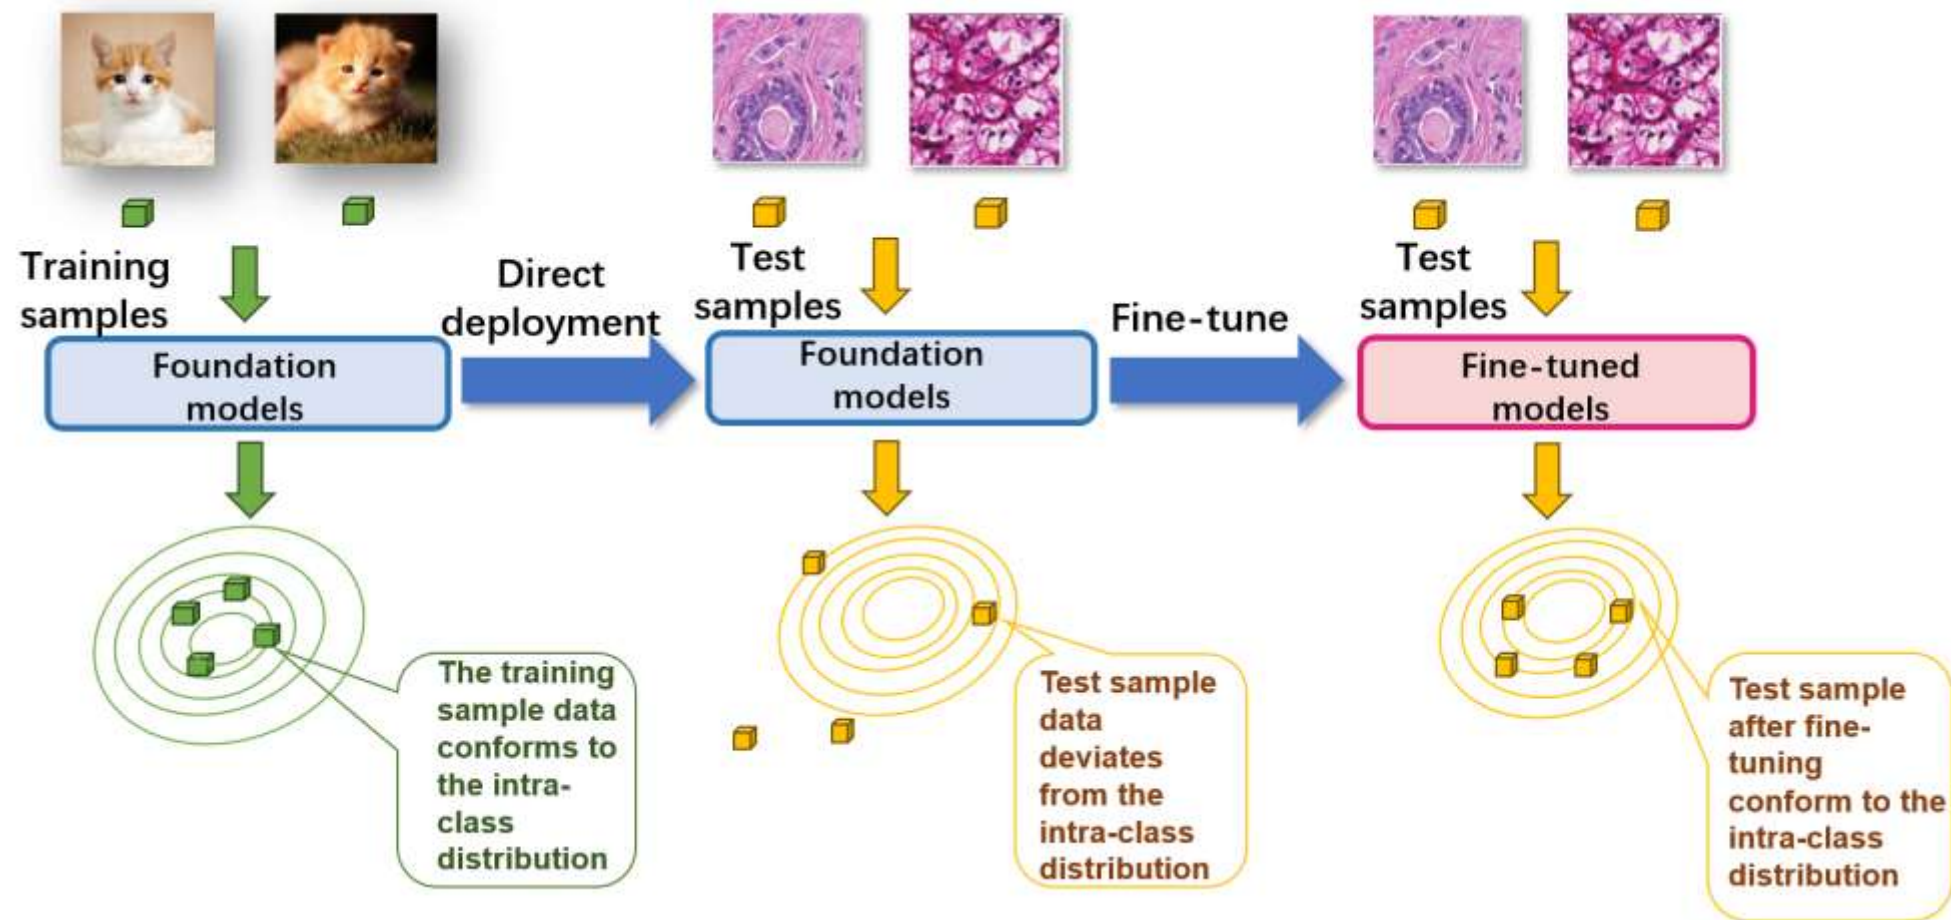 Training
samples
Direct
deployment
Test
samples
Fine-tune
Test
samples
Foundation
models
Foundation
models
Fine-tuned
models
The training
sample data
conforms to
the intra-
class
distribution
Test sample
data
deviates
from the
intra-class
distribution
Test sample
after fine-
tuning
conform to the
intra-class
distribution